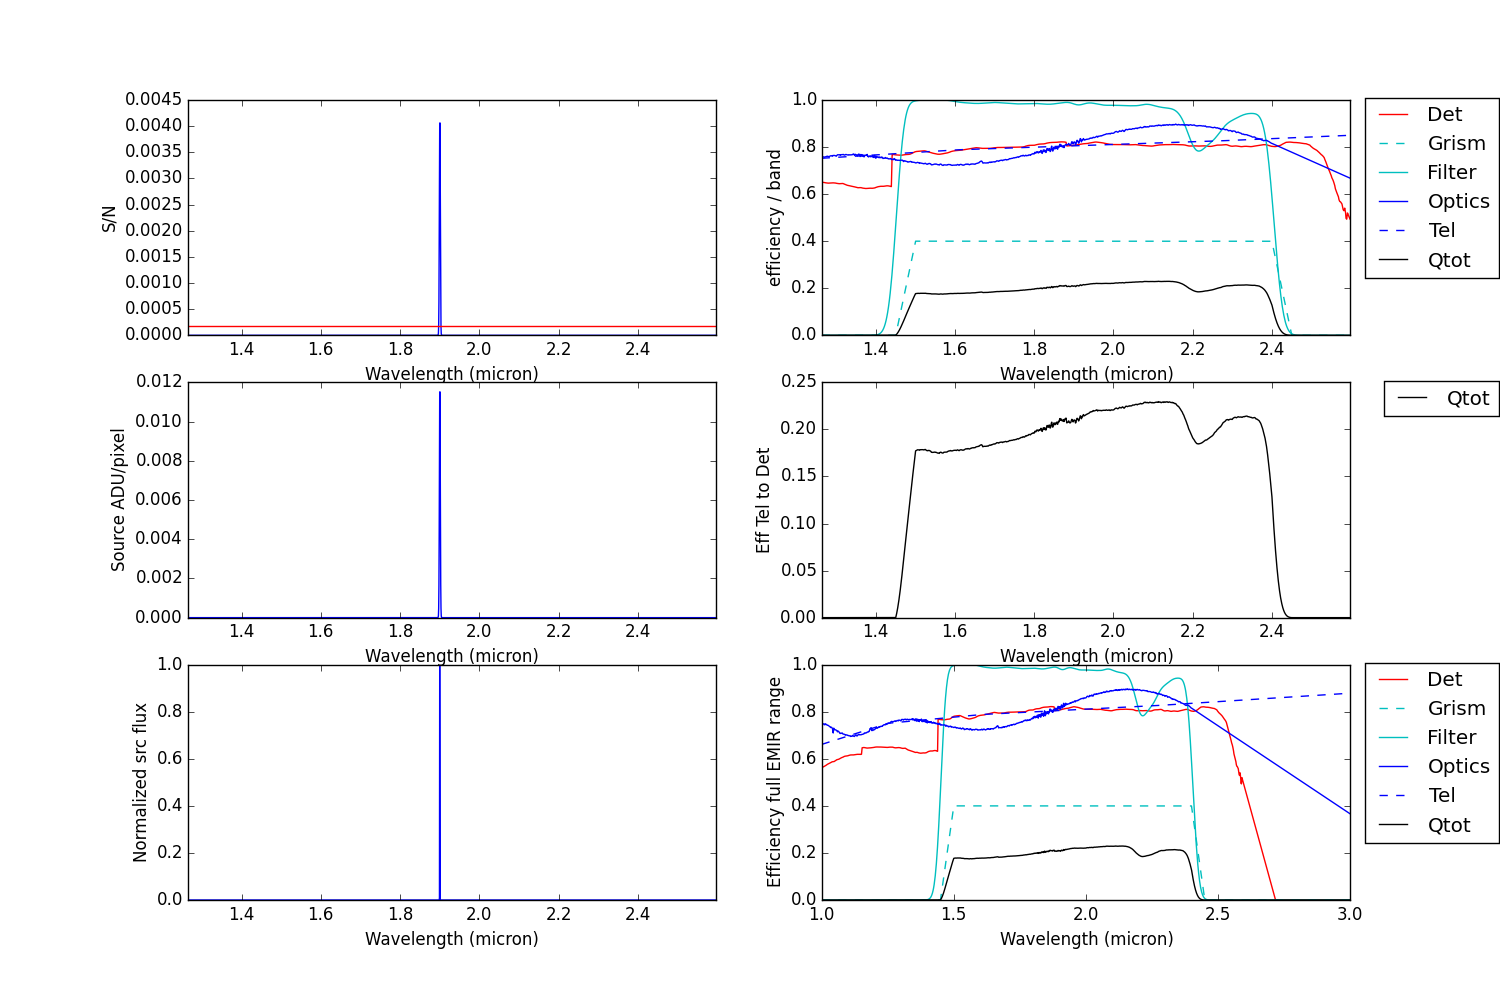 S/N
0.0045
0.0040
0.0035
0.0030
0.0025
0.0020
0.0015
0.0010
0.0005
0.0000
1.4 1.6 1.8 2.0 2.2 2.4
Wavelength (micron)
efficiency / band
1.0
0.8
0.6
0.4
0.2
0.0
1.4 1.6 1.8 2.0 2.2 2.4
Wavelength (micron)
Det
Grism
Filter
Optics
Tel
Qtot
Source ADU/pixel
0.012
0.010
0.008
0.006
0.004
0.002
0.000
1.4 1.6 1.8 2.0 2.2 2.4
Wavelength (micron)
Eff Tel to Det
0.25
0.20
0.15
0.10
0.05
0.00
1.4 1.6 1.8 2.0 2.2 2.4
Wavelength (micron)
Qtot
Normalized src flux
1.0
0.8
0.6
0.4
0.2
0.0
1.4 1.6 1.8 2.0 2.2 2.4
Wavelength (micron)
Efficiency full EMIR range
1.0
0.8
0.6
0.4
0.2
0.0
1.0 1.5 2.0 2.5 3.0
Wavelength (micron)
Det
Grism
Filter
Optics
Tel
Qtot